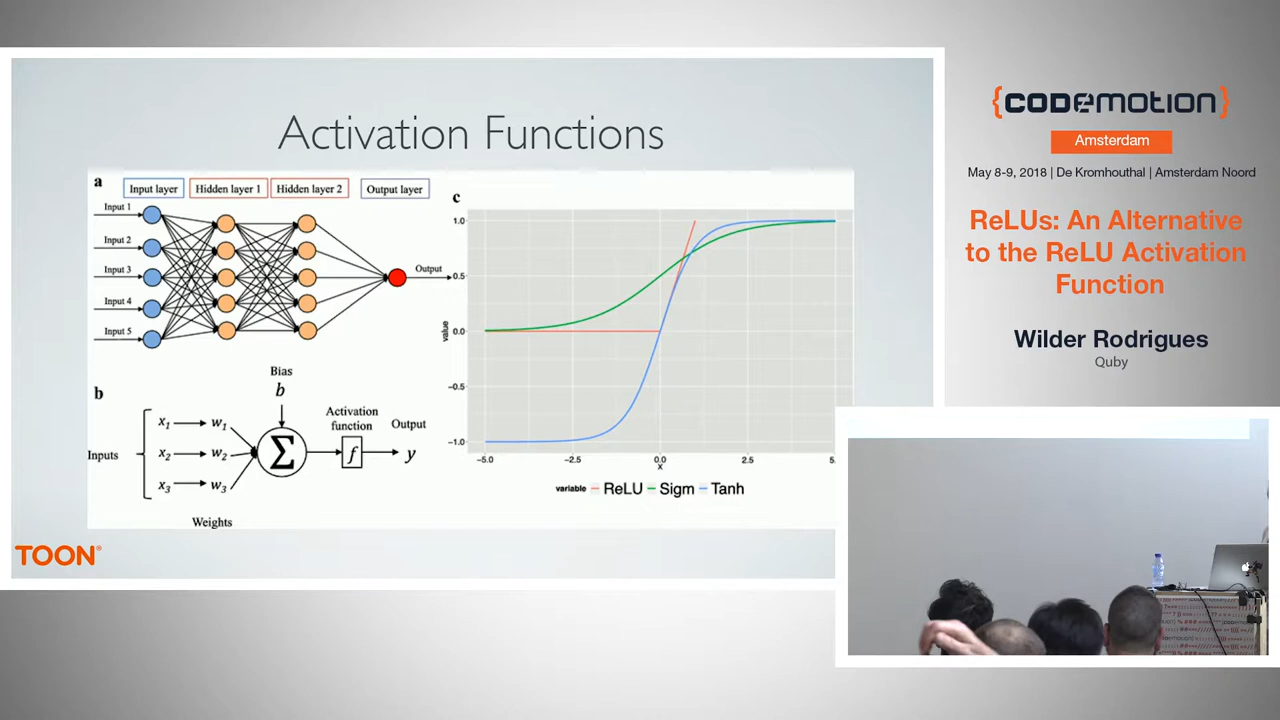 Activation Functions
a
Input layer
Hidden layer 1
Hidden layer 2
Output layer
Input 1
Input 2
Input 3
Input 4
Input 5
Output
b
Bias
b
Inputs
x1
x2
x3
w1
w2
w3
Weights
Σ
Activation
function
f
Output
y
c
1.0
0.5
0.0
−0.5
−1.0
value
-5.0
-2.5
0.0
2.5
5.
x
variable ReLU Sigm Tanh
TOON®
{CODEMOTION}
Amsterdam
May 8-9, 2018 | De Kromhouthal | Amsterdam Noord
ReLUs: An Alternative
to the ReLU Activation
Function
Wilder Rodrigues
Quby